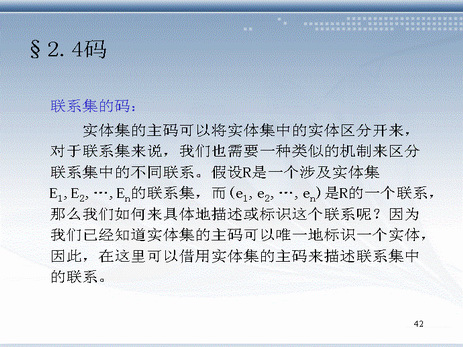 §2.4码
联系集的码：
实体集的主码可以将实体集中的实体区分开来，
对于联系集来说，我们也需要一种类似的机制来区分
联系集中的不同联系。假设R是一个涉及实体集
E₁,E₂,…,Eₙ的联系集，而(e₁,e₂,…,eₙ)是R的一个联系，
那么我们如何来具体地描述或标识这个联系呢？因为
我们已经知道实体集的主码可以唯一地标识一个实体，
因此，在这里可以借用实体集的主码来描述联系集中
的联系。
42